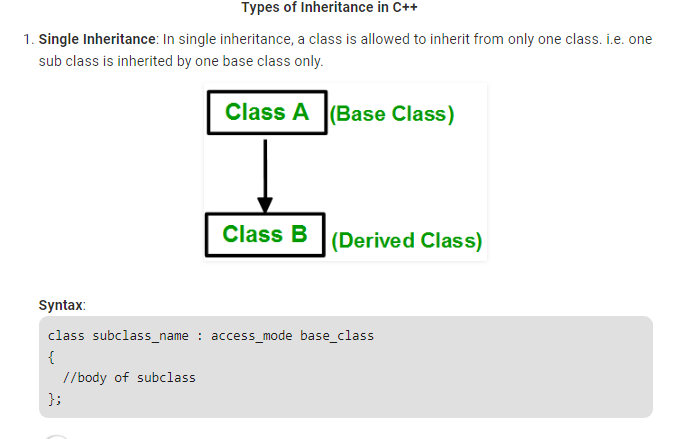 Types of Inheritance in C++
1. Single Inheritance: In single inheritance, a class is allowed to inherit from only one class. i.e. one
sub class is inherited by one base class only.
Class A (Base Class)
Class B (Derived Class)
Syntax:
class subclass_name : access_mode base_class
{
  //body of subclass
};